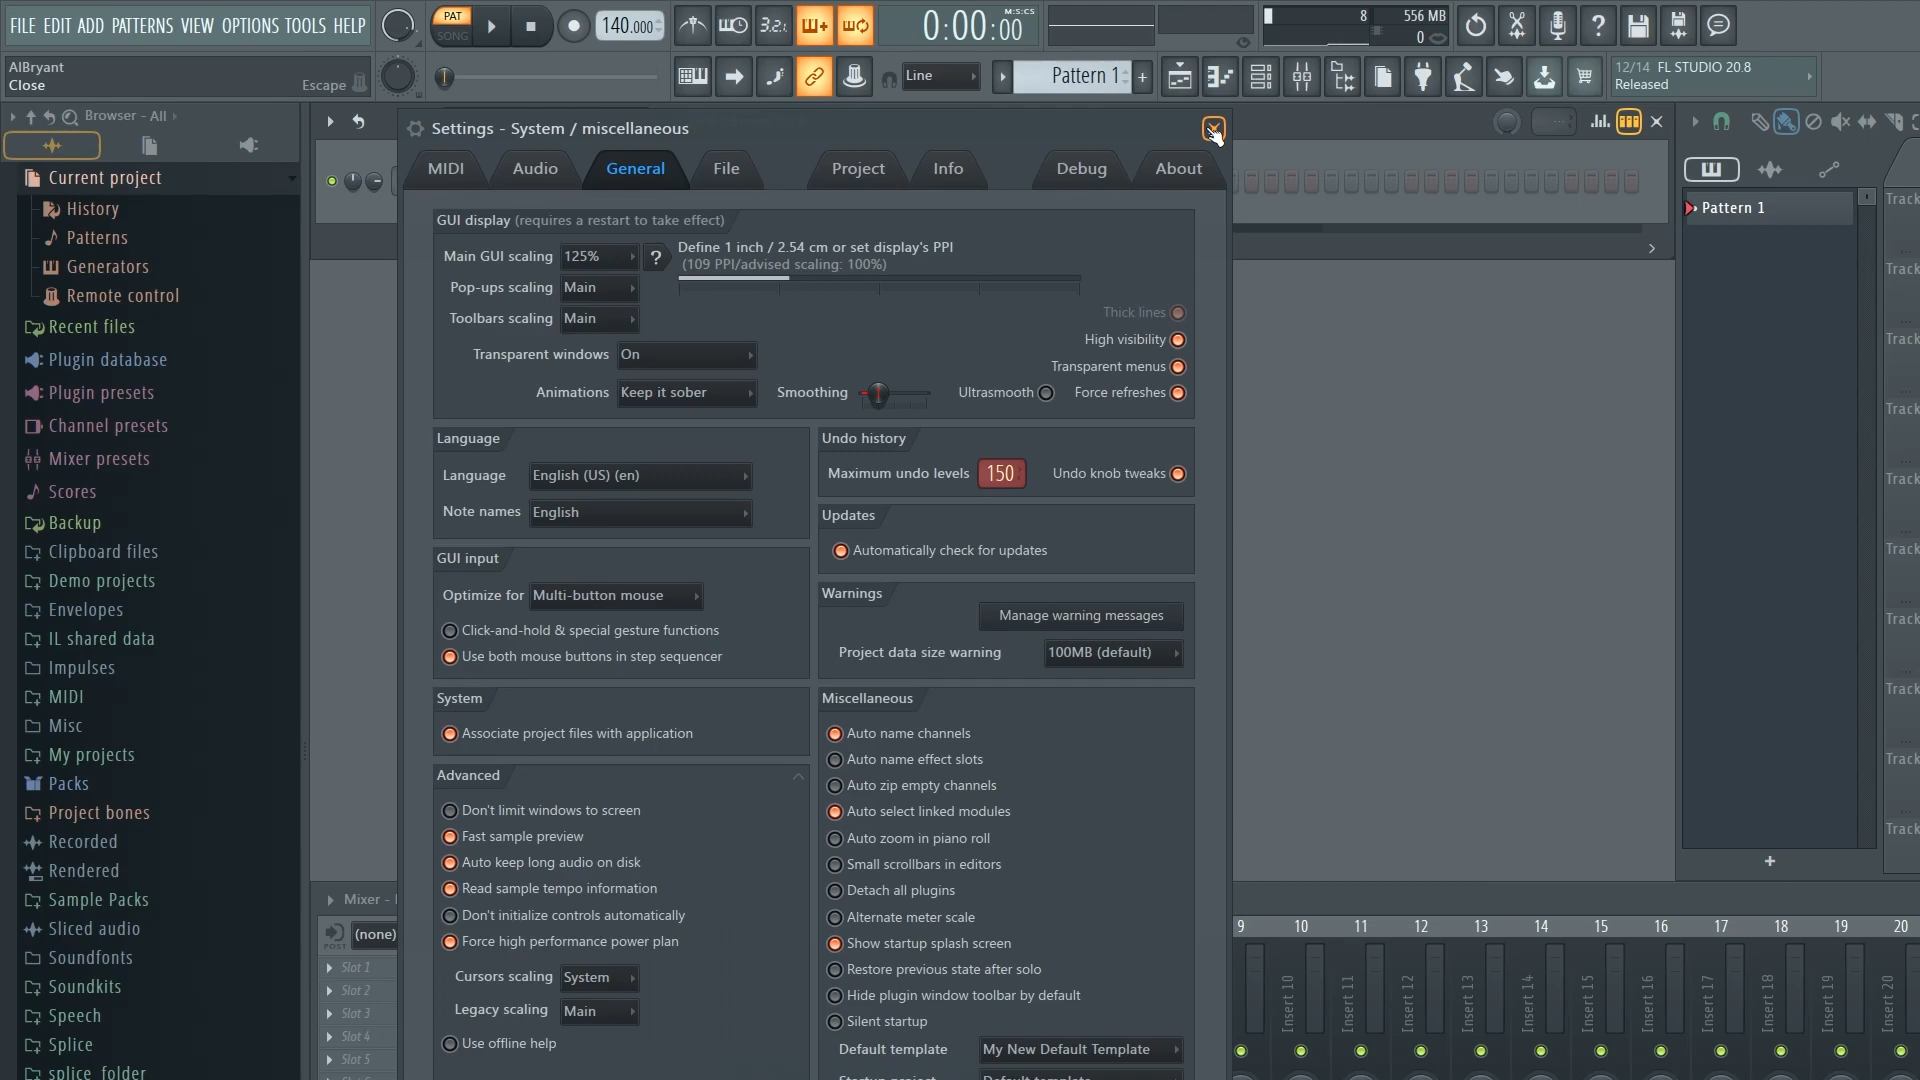 FILE EDIT ADD PATTERNS VIEW OPTIONS TOOLS HELP
PAT
SONG
140.000
3.2.1
0:00:00
M:S:CS
8
556 MB
0
AlBryant
Close
Escape
Line
Pattern 1
12/14 FL STUDIO 20.8
Released
Browser - All
Current project
History
Patterns
Generators
Remote control
Recent files
Plugin database
Plugin presets
Channel presets
Mixer presets
Scores
Backup
Clipboard files
Demo projects
Envelopes
IL shared data
Impulses
MIDI
Misc
My projects
Packs
Project bones
Recorded
Rendered
Sample Packs
Sliced audio
Soundfonts
Soundkits
Speech
Splice
splice_folder
Settings - System / miscellaneous
MIDI
Audio
General
File
Project
Info
Debug
About
GUI display (requires a restart to take effect)
Main GUI scaling
125%
?
Define 1 inch / 2.54 cm or set display's PPI
(109 PPI/advised scaling: 100%)
Pop-ups scaling
Main
Toolbars scaling
Main
Thick lines
High visibility
Transparent windows
On
Transparent menus
Animations
Keep it sober
Smoothing
Ultrasmooth
Force refreshes
Language
Language
English (US) (en)
Note names
English
Undo history
Maximum undo levels
150
Undo knob tweaks
Updates
Automatically check for updates
GUI input
Optimize for
Multi-button mouse
Click-and-hold & special gesture functions
Use both mouse buttons in step sequencer
Warnings
Manage warning messages
Project data size warning
100MB (default)
System
Associate project files with application
Advanced
Don't limit windows to screen
Fast sample preview
Auto keep long audio on disk
Read sample tempo information
Don't initialize controls automatically
Force high performance power plan
Cursors scaling
System
Legacy scaling
Main
Use offline help
Miscellaneous
Auto name channels
Auto name effect slots
Auto zip empty channels
Auto select linked modules
Auto zoom in piano roll
Small scrollbars in editors
Detach all plugins
Alternate meter scale
Show startup splash screen
Restore previous state after solo
Hide plugin window toolbar by default
Silent startup
Default template
My New Default Template
Pattern 1
Track
Track
Track
Track
Track
Track
Track
Track
Track
Track
Mixer -
POST
(none)
Slot 1
Slot 2
Slot 3
Slot 4
Slot 5
9 10 11 12 13 14 15 16 17 18 19 20
Insert 10
Insert 11
Insert 12
Insert 13
Insert 14
Insert 15
Insert 16
Insert 17
Insert 18
Insert 19
Insert 20